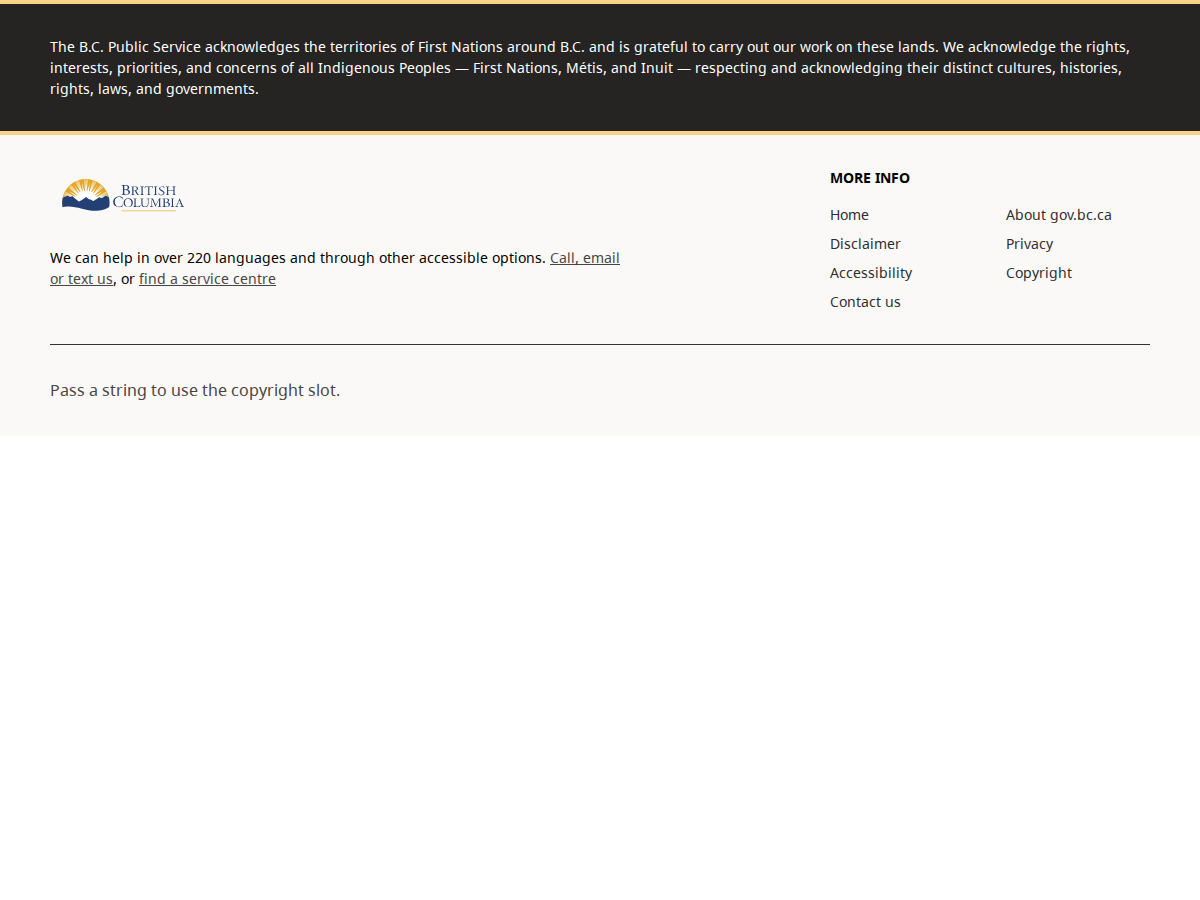 The B.C. Public Service acknowledges the territories of First Nations around B.C. and is grateful to carry out our work on these lands. We acknowledge the rights,
interests, priorities, and concerns of all Indigenous Peoples — First Nations, Métis, and Inuit — respecting and acknowledging their distinct cultures, histories,
rights, laws, and governments.
BRITISH
COLUMBIA
We can help in over 220 languages and through other accessible options. Call, email
or text us, or find a service centre
MORE INFO
Home
Disclaimer
Accessibility
Contact us
About gov.bc.ca
Privacy
Copyright
Pass a string to use the copyright slot.